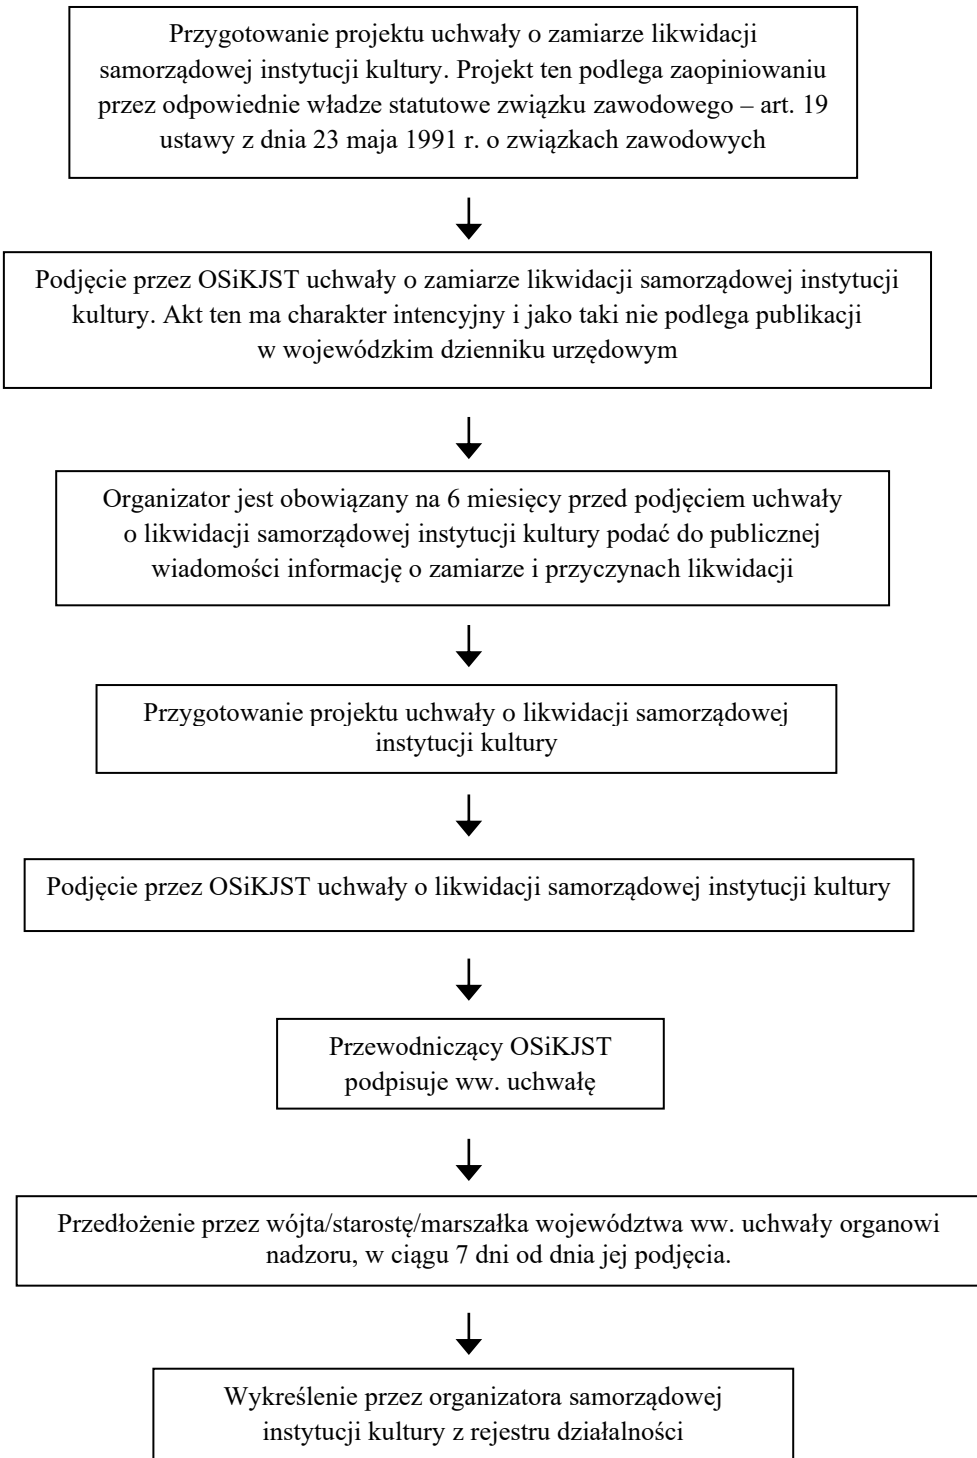 Przygotowanie projektu uchwały o zamiarze likwidacji
samorządowej instytucji kultury. Projekt ten podlega zaopiniowaniu
przez odpowiednie władze statutowe związku zawodowego – art. 19
ustawy z dnia 23 maja 1991 r. o związkach zawodowych
Podjęcie przez OSiKJST uchwały o zamiarze likwidacji samorządowej instytucji
kultury. Akt ten ma charakter intencyjny i jako taki nie podlega publikacji
w wojewódzkim dzienniku urzędowym
Organizator jest obowiązany na 6 miesięcy przed podjęciem uchwały
o likwidacji samorządowej instytucji kultury podać do publicznej
wiadomości informację o zamiarze i przyczynach likwidacji
Przygotowanie projektu uchwały o likwidacji samorządowej
instytucji kultury
Podjęcie przez OSiKJST uchwały o likwidacji samorządowej instytucji kultury
Przewodniczący OSiKJST
podpisuje ww. uchwałę
Przedłożenie przez wójta/starostę/marszałka województwa ww. uchwały organowi
nadzoru, w ciągu 7 dni od dnia jej podjęcia.
Wykreślenie przez organizatora samorządowej
instytucji kultury z rejestru działalności